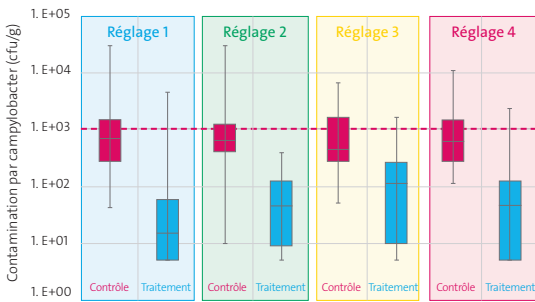 Contamination par campylobacter (cfu/g)
1.E+05
1.E+04
1.E+03
1.E+02
1.E+01
1.E+00
Réglage 1
Réglage 2
Réglage 3
Réglage 4
Contrôle
Traitement
Contrôle
Traitement
Contrôle
Traitement
Contrôle
Traitement